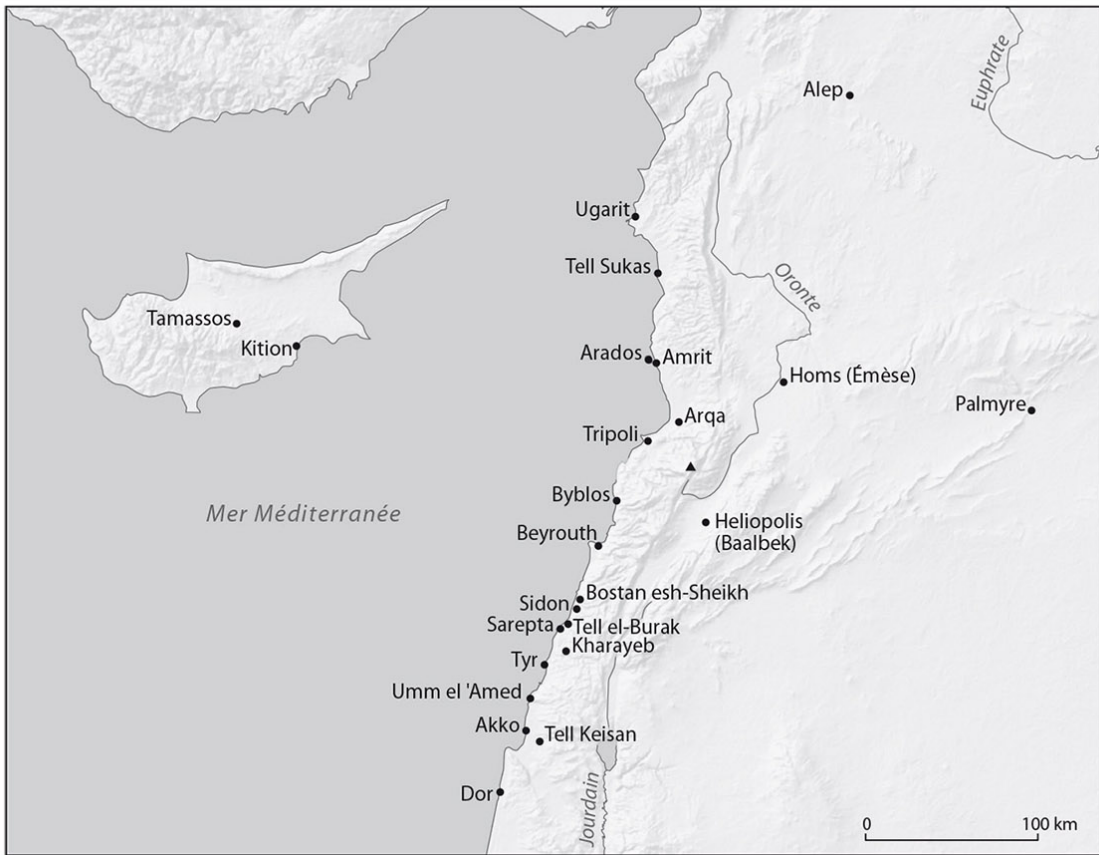 Alep
Euphrate
Ugarit
Tell Sukas
Oronte
Tamassos
Kition
Arados
Amrit
Homs (Émèse)
Palmyre
Arqa
Tripoli
Byblos
Mer Méditerranée
Heliopolis
(Baalbek)
Beyrouth
Bostan esh-Sheikh
Sidon
Sarepta
Tell el-Burak
Kharayeb
Tyr
Umm el 'Amed
Akko
Tell Keisan
Dor
Jourdain
0 100 km